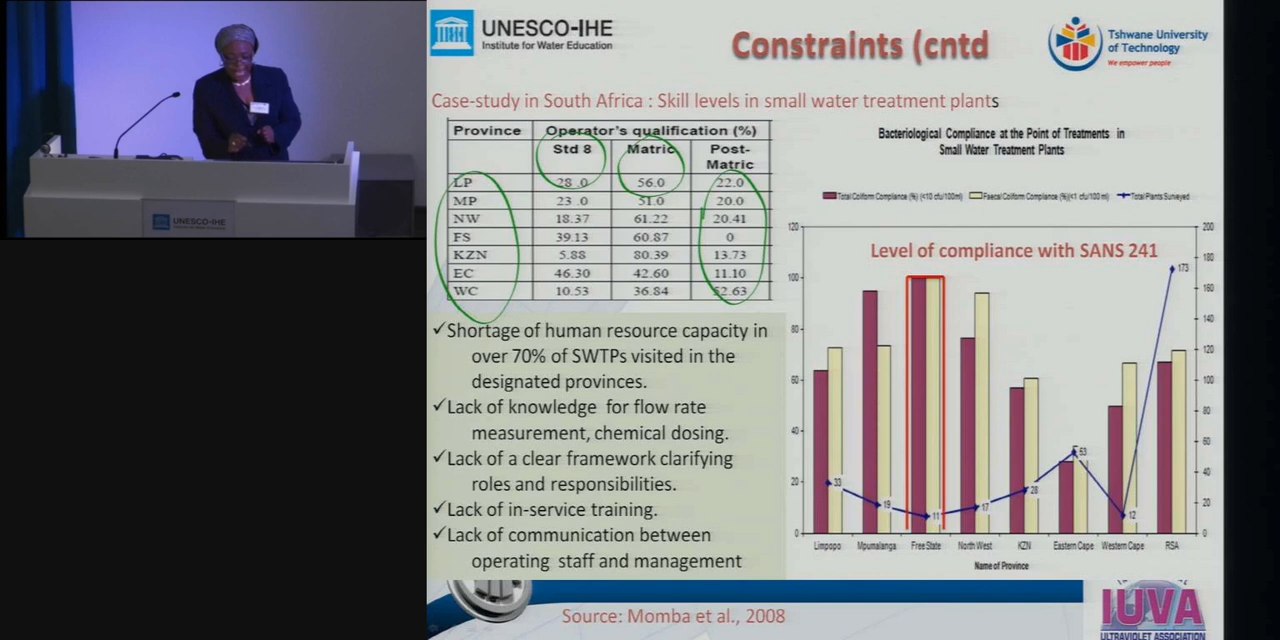 UNESCO-IHE
Institute for Water Education
Constraints (cntd
Tshwane University
of Technology
We empower people
Case-study in South Africa : Skill levels in small water treatment plants
Province Operator's qualification (%)
Std 8 Matric Post-Matric
LP 28 .0 56.0 22.0
MP 23 .0 51.0 20.0
NW 18.37 61.22 20.41
FS 39.13 60.87 0
KZN 5.88 80.39 13.73
EC 46.30 42.60 11.10
WC 10.53 36.84 52.63
✓Shortage of human resource capacity in
over 70% of SWTPs visited in the
designated provinces.
✓Lack of knowledge for flow rate
measurement, chemical dosing.
✓Lack of a clear framework clarifying
roles and responsibilities.
✓Lack of in-service training.
✓Lack of communication between
operating staff and management
Bacteriological Compliance at the Point of Treatments in
Small Water Treatment Plants
Total Coliform Compliance (%) (<10 cfu/100ml) Faecal Coliform Compliance (%)(<1 cfu/100 ml) Total Plants Surveyed
Level of compliance with SANS 241
120
100
80
60
40
20
0
200
180
160
140
120
100
80
60
40
20
0
33 19 11 17 28 53 12 173
Limpopo Mpumalanga Free State North West KZN Eastern Cape Western Cape RSA
Name of Province
Source: Momba et al., 2008
IUVA
ULTRAVIOLET ASSOCIATION
UNESCO-IHE